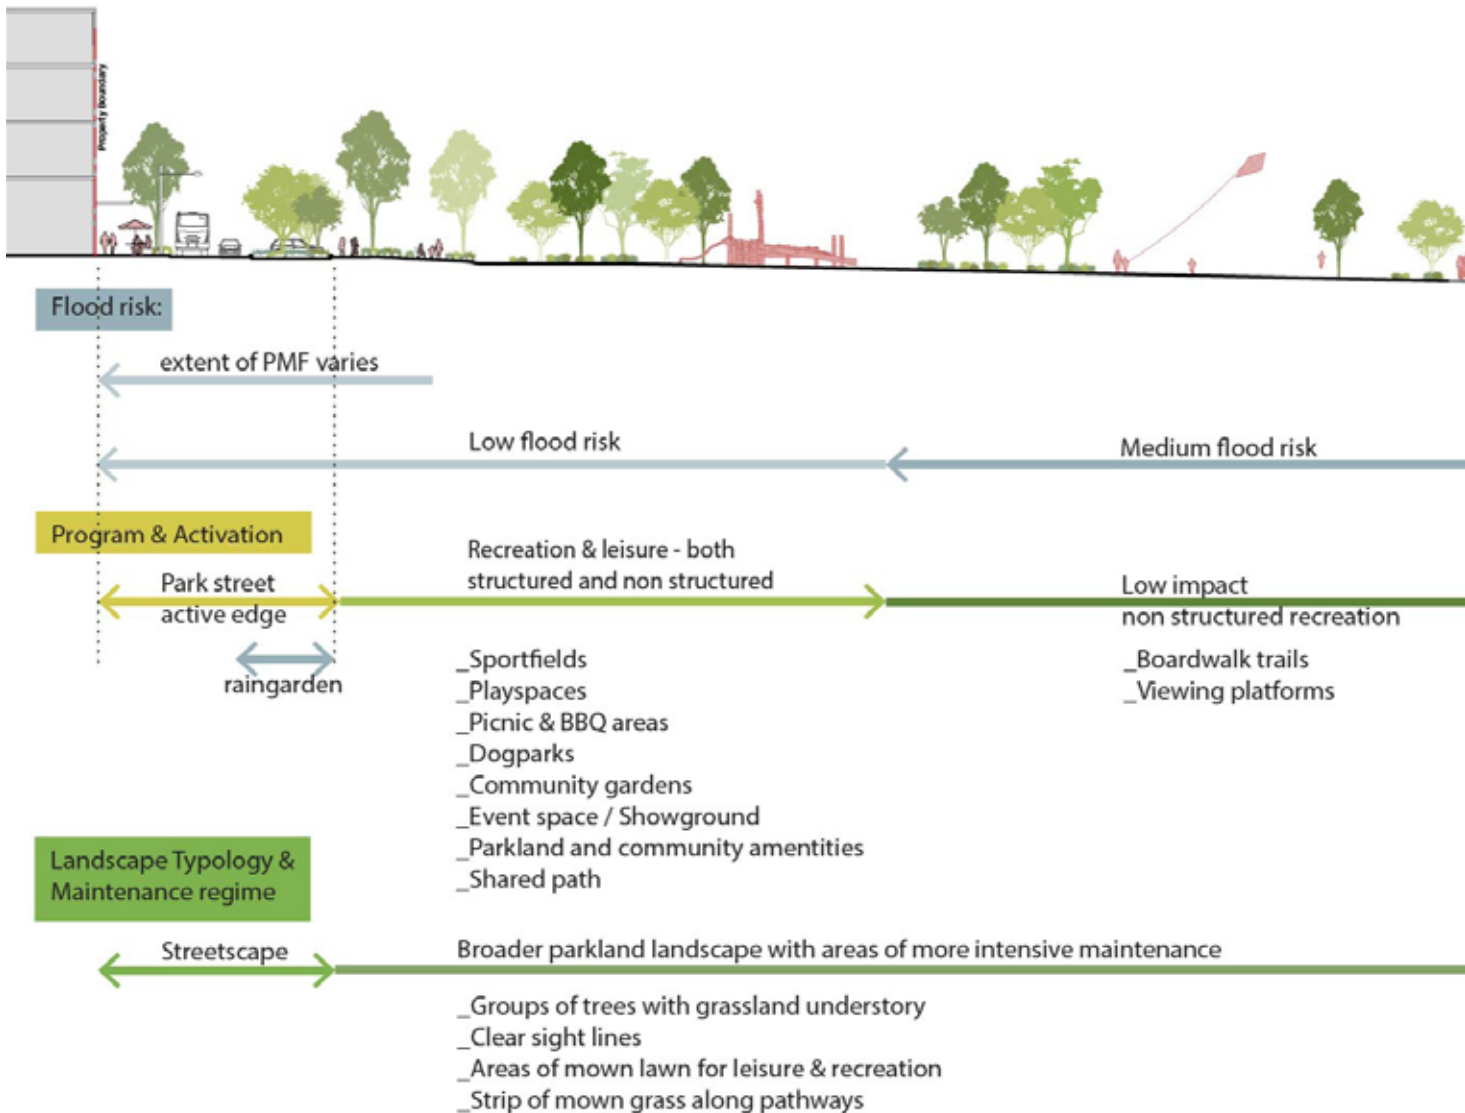 Property Boundary
Flood risk:
extent of PMF varies
Low flood risk
Medium flood risk
Program & Activation
Park street
active edge
Recreation & leisure - both
structured and non structured
Low impact
non structured recreation
raingarden
_Sportfields
_Playspaces
_Picnic & BBQ areas
_Dogparks
_Community gardens
_Event space / Showground
_Parkland and community amentities
_Shared path
_Boardwalk trails
_Viewing platforms
Landscape Typology &
Maintenance regime
Streetscape
Broader parkland landscape with areas of more intensive maintenance
_Groups of trees with grassland understory
_Clear sight lines
_Areas of mown lawn for leisure & recreation
_Strip of mown grass along pathways